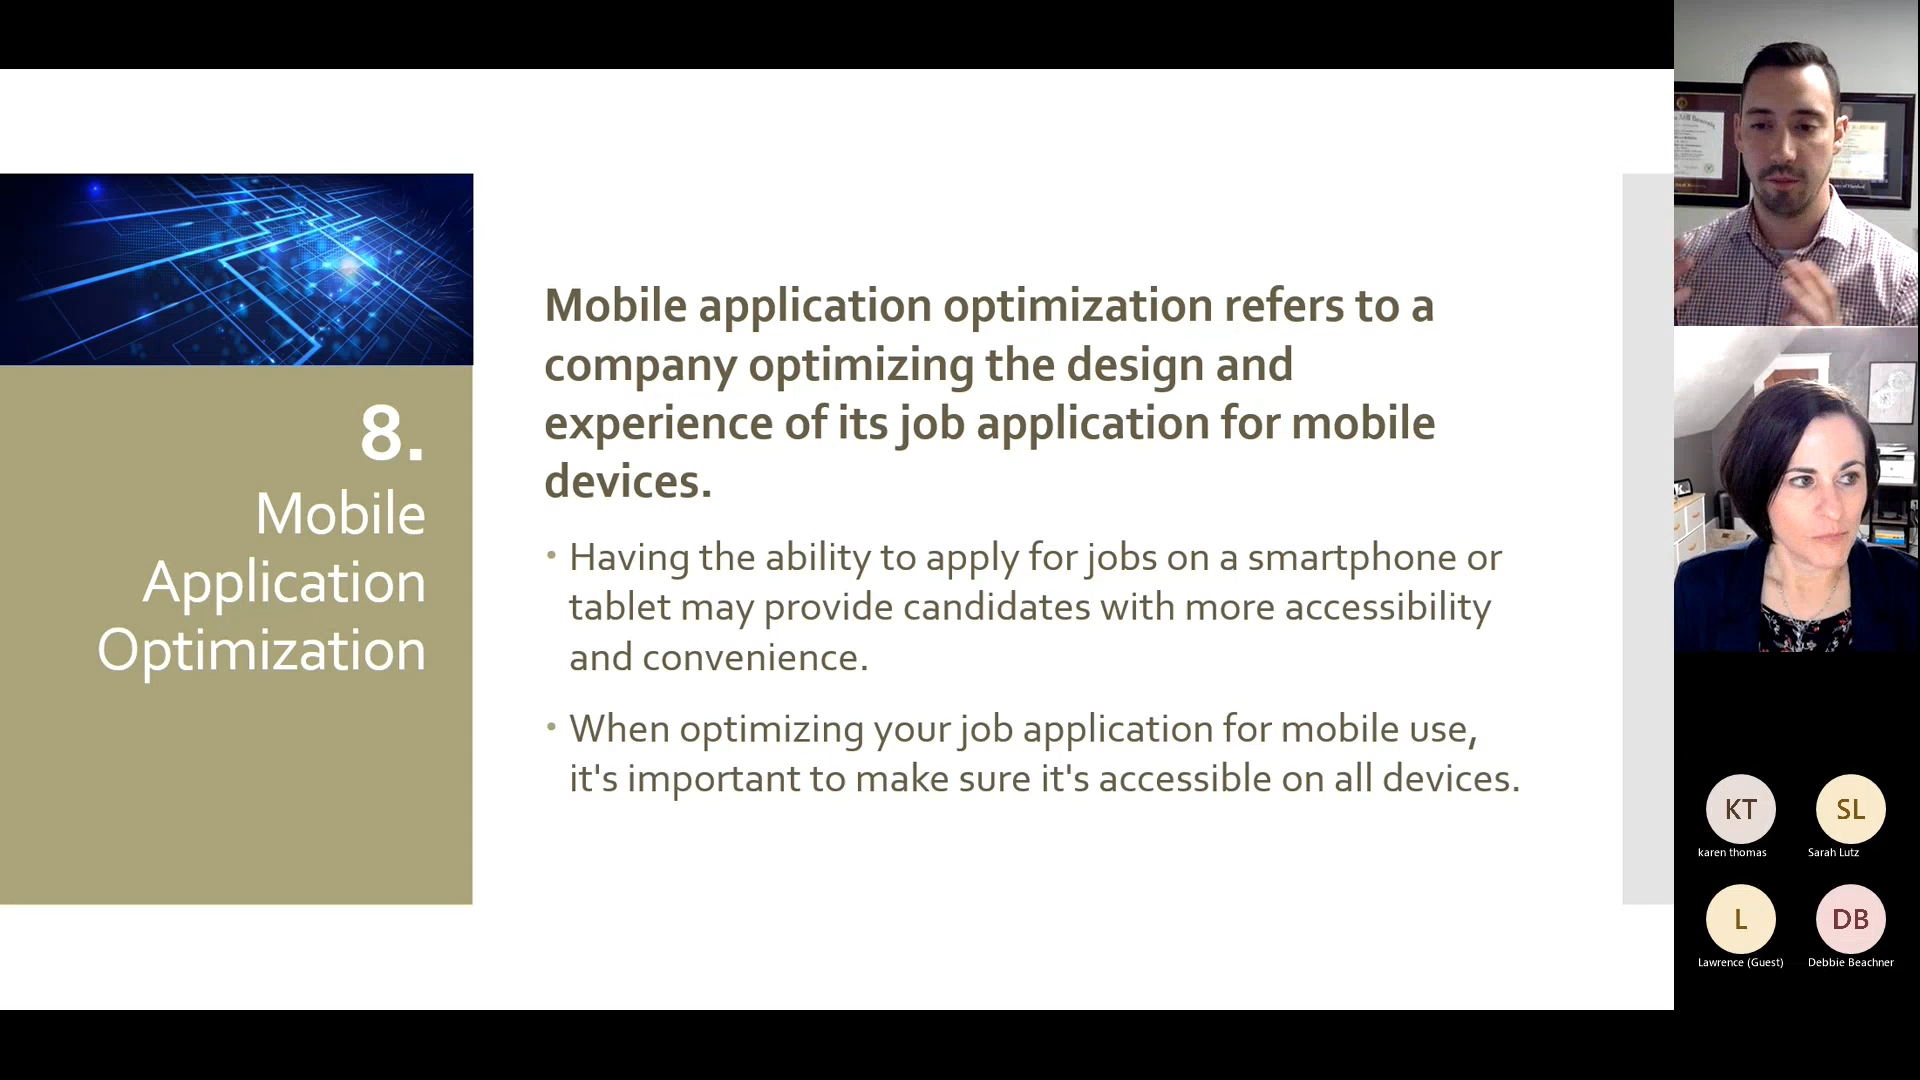 8.
Mobile
Application
Optimization
Mobile application optimization refers to a
company optimizing the design and
experience of its job application for mobile
devices.
• Having the ability to apply for jobs on a smartphone or
tablet may provide candidates with more accessibility
and convenience.
• When optimizing your job application for mobile use,
it's important to make sure it's accessible on all devices.
KT
karen thomas
SL
Sarah Lutz
L
Lawrence (Guest)
DB
Debbie Beachner